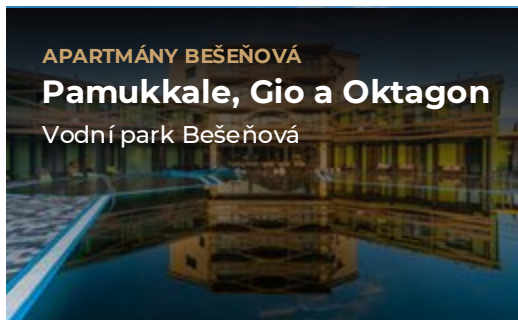 APARTMÁNY BEŠEŇOVÁ
Pamukkale, Gio a Oktagon
Vodní park Bešeňová